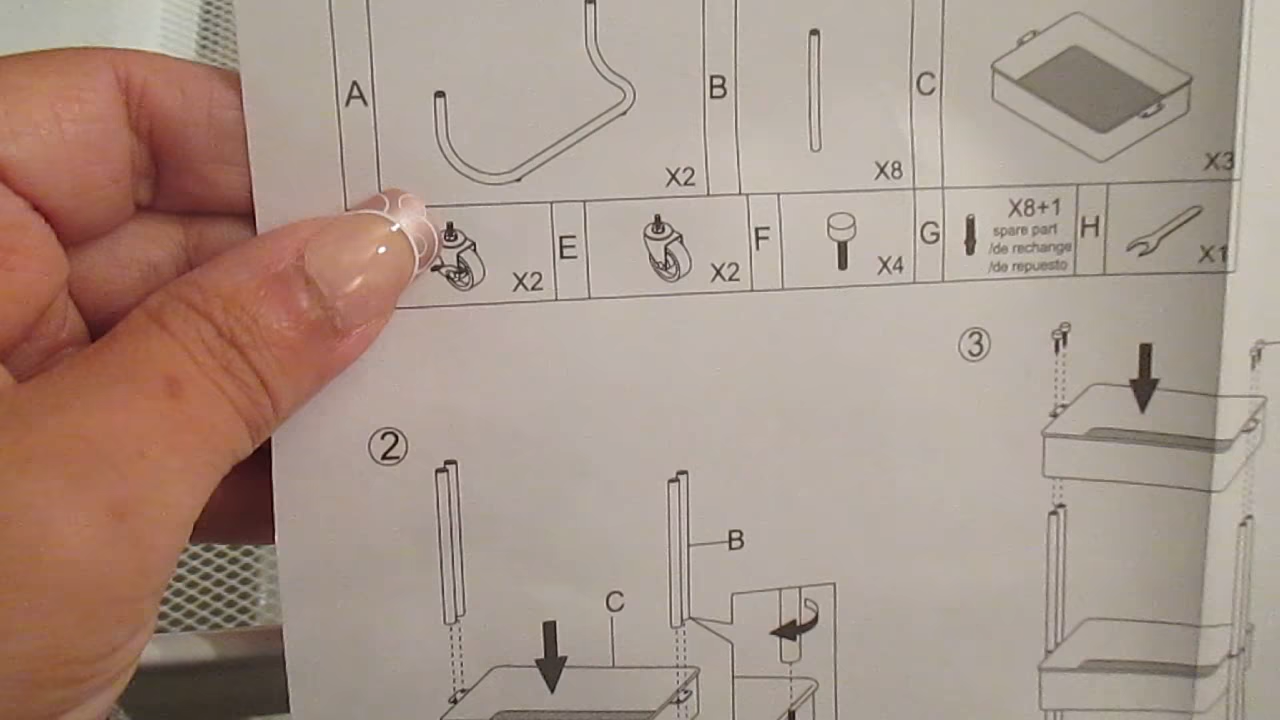 A
X2
B
X8
C
X3
X2
E
X2
F
X4
G
X8+1
spare part
/de rechange
/de repuesto
H
X1
2
B
C
3